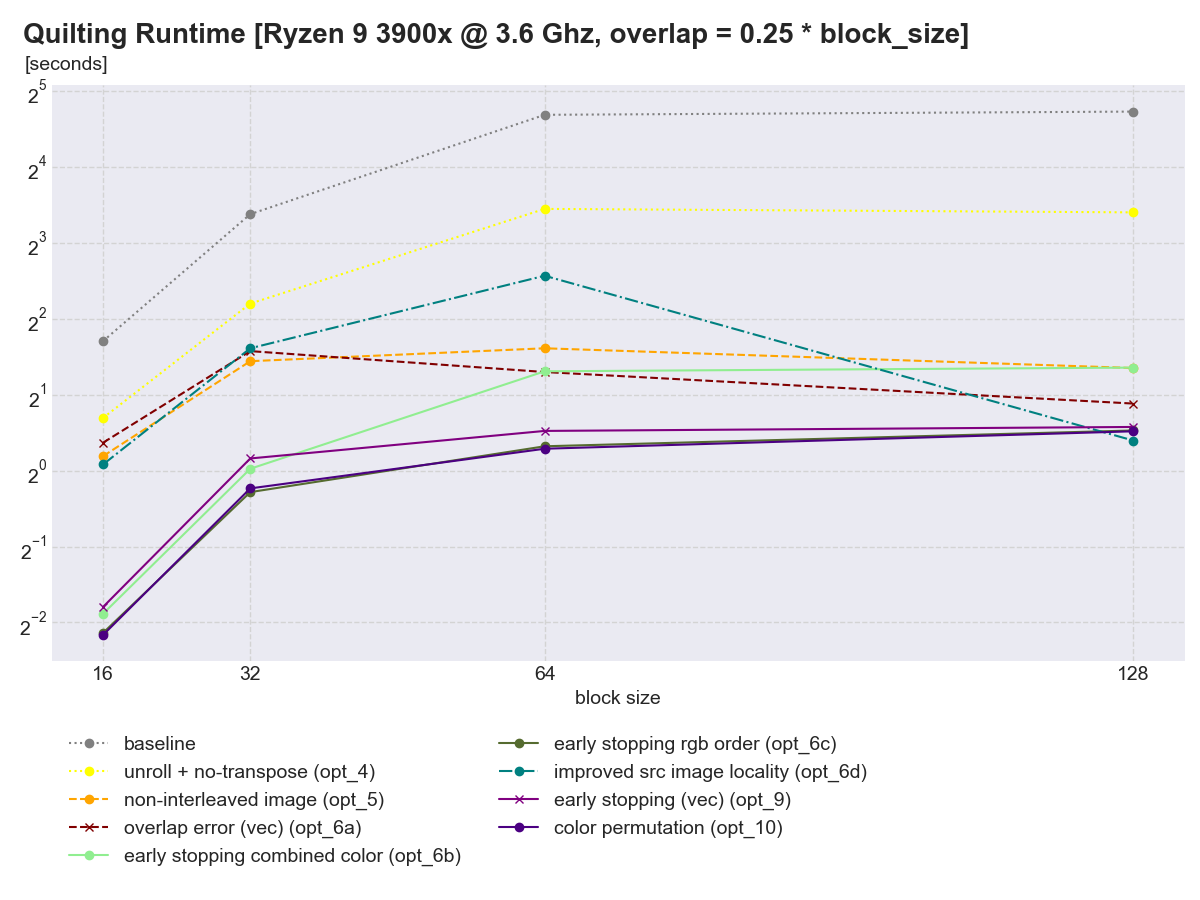 Quilting Runtime [Ryzen 9 3900x @ 3.6 Ghz, overlap = 0.25 * block_size]
[seconds]
2^5
2^4
2^3
2^2
2^1
2^0
2^−1
2^−2
16 32 64 128
block size
baseline
unroll + no-transpose (opt_4)
non-interleaved image (opt_5)
overlap error (vec) (opt_6a)
early stopping combined color (opt_6b)
early stopping rgb order (opt_6c)
improved src image locality (opt_6d)
early stopping (vec) (opt_9)
color permutation (opt_10)